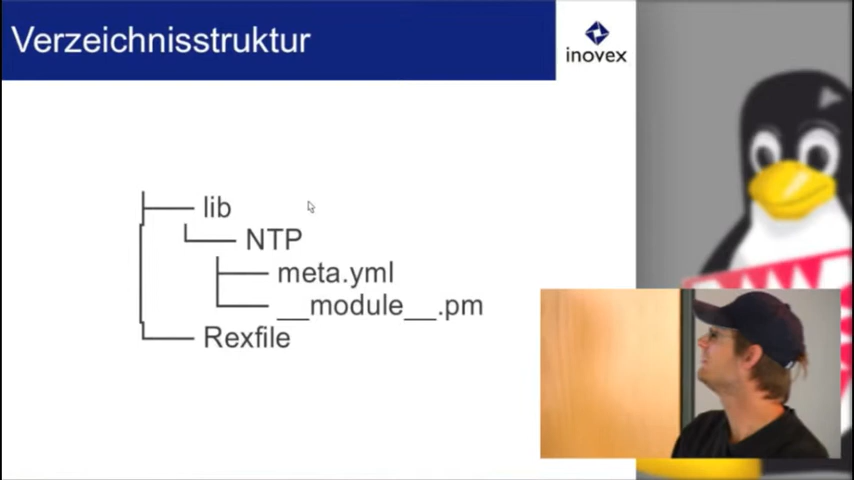 Verzeichnisstruktur
inovex
lib
NTP
meta.yml
__module__.pm
Rexfile